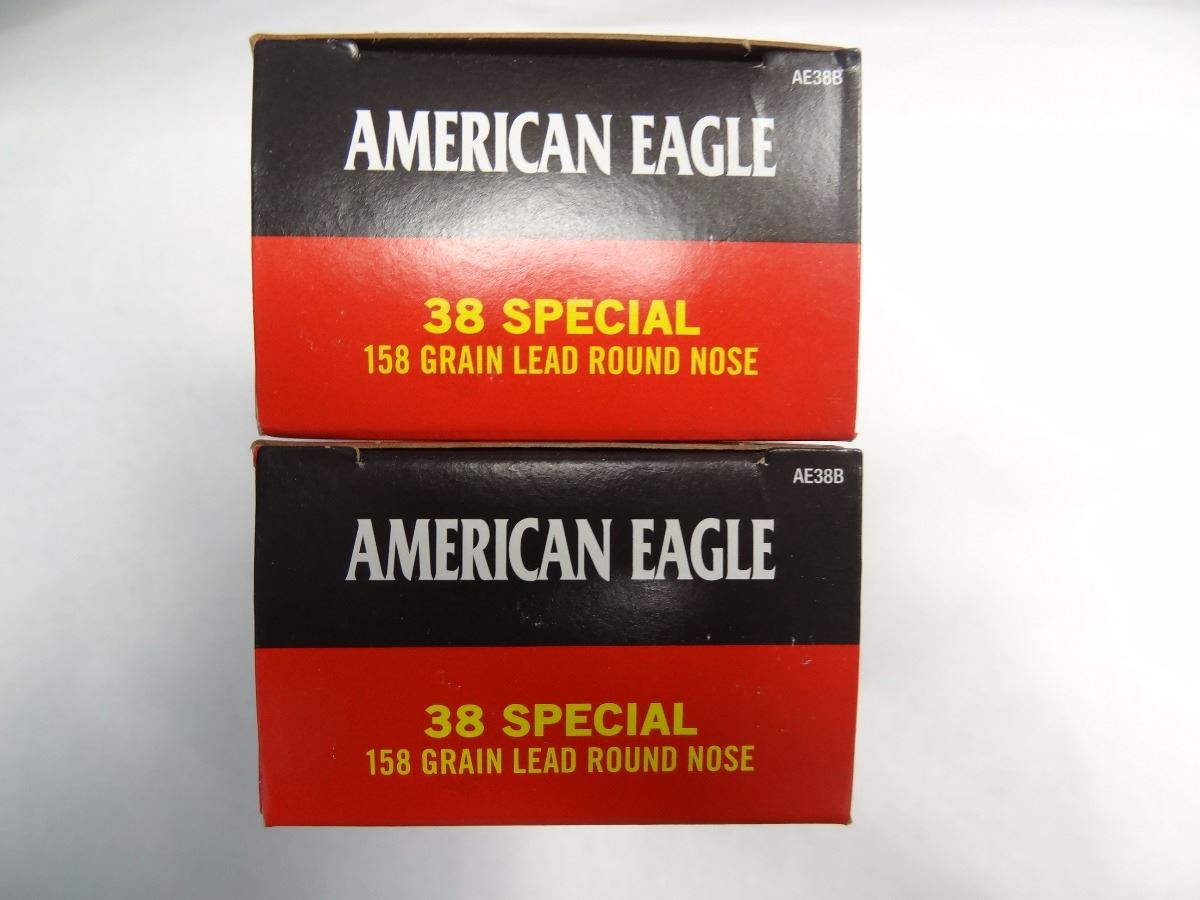 AE38B
AMERICAN EAGLE
38 SPECIAL
158 GRAIN LEAD ROUND NOSE
AE38B
AMERICAN EAGLE
38 SPECIAL
158 GRAIN LEAD ROUND NOSE